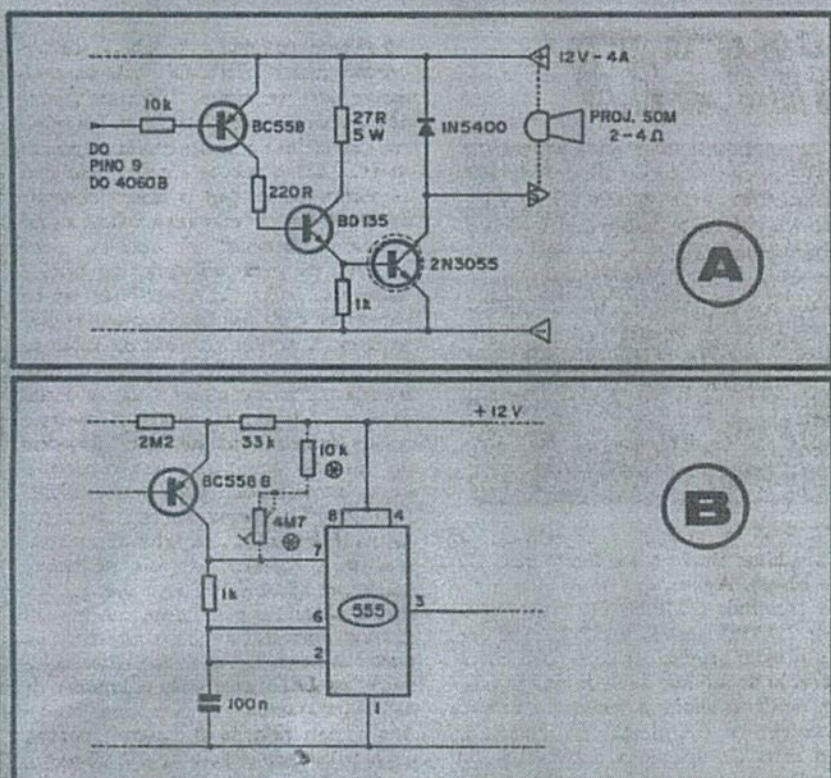 12V-4A
10k
BC558
27R
5W
1N5400
PROJ. SOM
2-4Ω
DO
PINO 9
DO 4060B
220R
BD135
2N3055
1k
A
+12V
2M2
33k
10k
BC558B
4M7
8
4
7
1k
6
555
3
2
100n
1
B